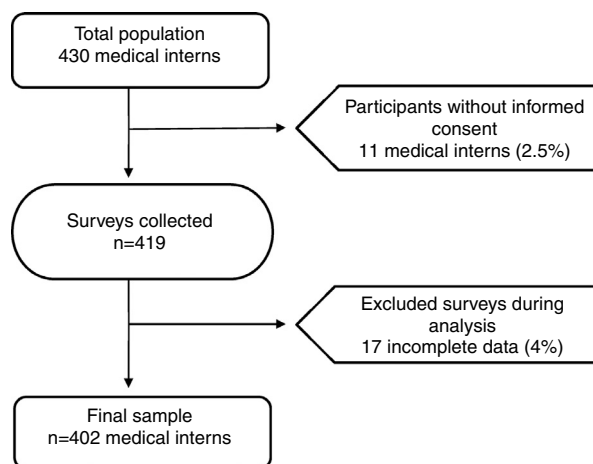 Total population
430 medical interns
Participants without informed
consent
11 medical interns (2.5%)
Surveys collected
n=419
Excluded surveys during
analysis
17 incomplete data (4%)
Final sample
n=402 medical interns